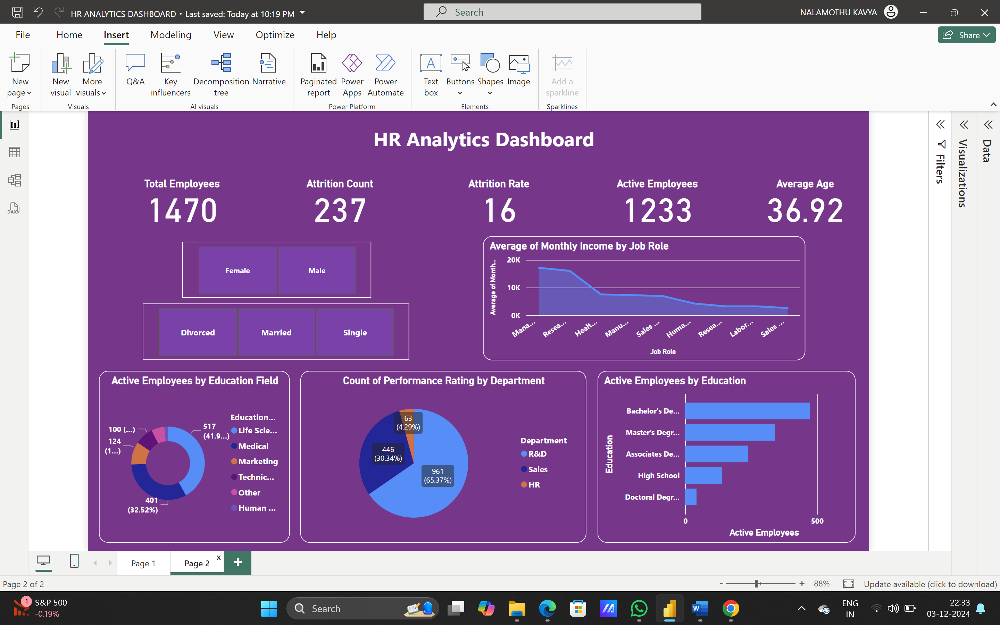 HR ANALYTICS DASHBOARD • Last saved: Today at 10:19 PM
Search
NALAMOTHU KAVYA
File Home Insert Modeling View Optimize Help
Share
New page
New visual
More visuals
Q&A
Key influencers
Decomposition tree
Narrative
Paginated report
Power Apps
Power Automate
Text box
Buttons
Shapes
Image
Add a sparkline
Pages
Visuals
AI visuals
Power Platform
Elements
Sparklines
DAX
HR Analytics Dashboard
Total Employees
1470
Attrition Count
237
Attrition Rate
16
Active Employees
1233
Average Age
36.92
Female
Male
Divorced
Married
Single
Average of Monthly Income by Job Role
Average of Month...
20K
10K
0K
Mana...
Resea...
Healt...
Manu...
Sales ...
Huma...
Resea...
Labor...
Sales ...
Job Role
Active Employees by Education Field
100 (...)
124
(1...)
517
(41.9...)
401
(32.52%)
Education...
Life Scie...
Medical
Marketing
Technic...
Other
Human ...
Count of Performance Rating by Department
63
(4.29%)
446
(30.34%)
961
(65.37%)
Department
R&D
Sales
HR
Active Employees by Education
Education
Bachelor's De...
Master's Degr...
Associates De...
High School
Doctoral Degr...
0
500
Active Employees
Filters
Visualizations
Data
Page 1
Page 2
x
+
Page 2 of 2
- + 88%
Update available (click to download)
1
S&P 500
-0.19%
Search
W
ENG
IN
22:33
03-12-2024